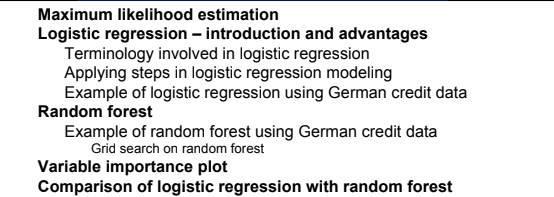 Maximum likelihood estimation
Logistic regression – introduction and advantages
Terminology involved in logistic regression
Applying steps in logistic regression modeling
Example of logistic regression using German credit data
Random forest
Example of random forest using German credit data
Grid search on random forest
Variable importance plot
Comparison of logistic regression with random forest